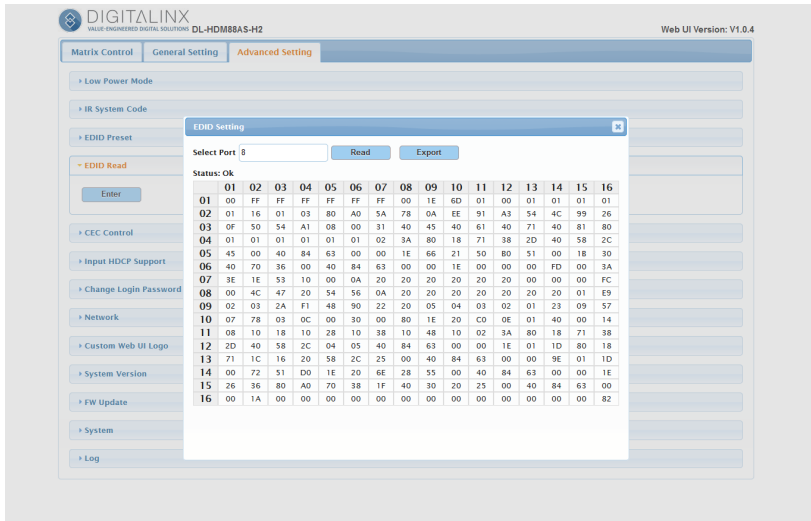 DIGITALINX
VALUE-ENGINEERED DIGITAL SOLUTIONS DL-HDM88AS-H2
Web UI Version: V1.0.4
Matrix Control General Setting Advanced Setting
Low Power Mode
IR System Code
EDID Preset
EDID Read
Enter
CEC Control
Input HDCP Support
Change Login Password
Network
Custom Web UI Logo
System Version
FW Update
System
Log
EDID Setting
Select Port 8 Read Export
Status: Ok
01 02 03 04 05 06 07 08 09 10 11 12 13 14 15 16
01 00 FF FF FF FF FF FF 00 1E 6D 01 00 01 01 01 01
02 01 16 01 03 80 A0 5A 78 0A EE 91 A3 54 4C 99 26
03 0F 50 54 A1 08 00 31 40 45 40 61 40 71 40 81 80
04 01 01 01 01 01 01 02 3A 80 18 71 38 2D 40 58 2C
05 45 00 40 84 63 00 00 1E 66 21 50 B0 51 00 1B 30
06 40 70 36 00 40 84 63 00 00 1E 00 00 00 FD 00 3A
07 3E 1E 53 10 00 0A 20 20 20 20 20 20 00 00 00 FC
08 00 4C 47 20 54 56 0A 20 20 20 20 20 20 20 01 E9
09 02 03 2A F1 48 90 22 20 05 04 03 02 01 23 09 57
10 07 78 03 0C 00 30 00 80 1E 20 C0 0E 01 40 00 14
11 08 10 18 10 28 10 38 10 48 10 02 3A 80 18 71 38
12 2D 40 58 2C 04 05 40 84 63 00 00 1E 01 1D 80 18
13 71 1C 16 20 58 2C 25 00 40 84 63 00 00 9E 01 1D
14 00 72 51 D0 1E 20 6E 28 55 00 40 84 63 00 00 1E
15 26 36 80 A0 70 38 1F 40 30 20 25 00 40 84 63 00
16 00 1A 00 00 00 00 00 00 00 00 00 00 00 00 00 82